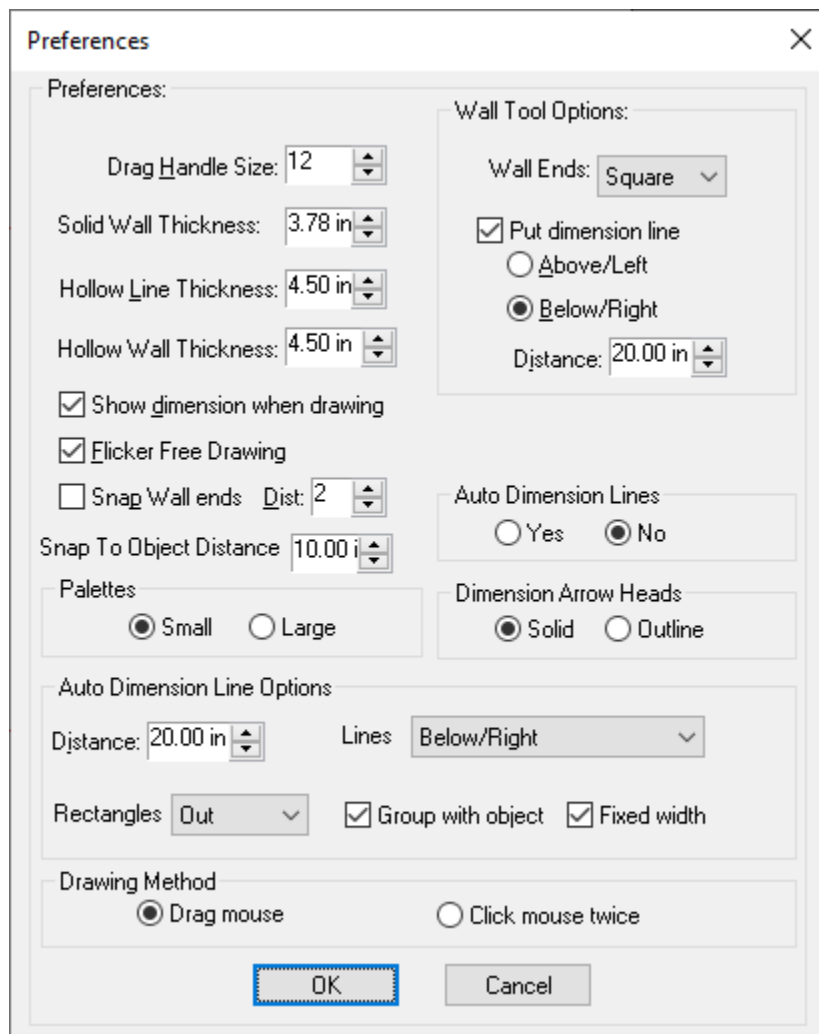 Preferences
Preferences:
Drag Handle Size: 12
Solid Wall Thickness: 3.78 in
Hollow Line Thickness: 4.50 in
Hollow Wall Thickness: 4.50 in
Show dimension when drawing
Flicker Free Drawing
Snap Wall ends Dist: 2
Snap To Object Distance 10.00 i
Wall Tool Options:
Wall Ends: Square
Put dimension line
Above/Left
Below/Right
Distance: 20.00 in
Auto Dimension Lines
Yes No
Palettes
Small Large
Dimension Arrow Heads
Solid Outline
Auto Dimension Line Options
Distance: 20.00 in Lines Below/Right
Rectangles Out Group with object Fixed width
Drawing Method
Drag mouse Click mouse twice
OK Cancel